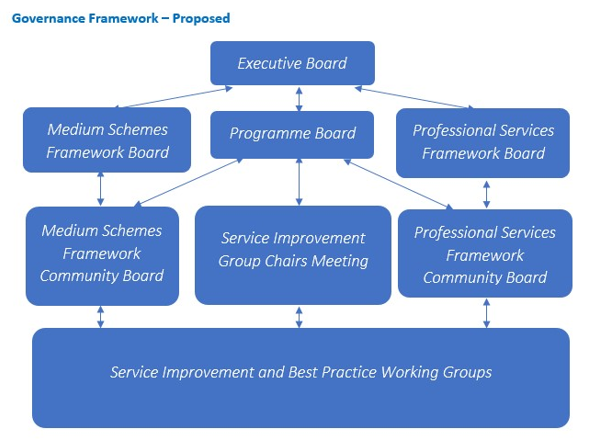 Governance Framework – Proposed
Executive Board
Medium Schemes
Framework Board
Programme Board
Professional Services
Framework Board
Medium Schemes
Framework
Community Board
Service Improvement
Group Chairs Meeting
Professional Services
Framework
Community Board
Service Improvement and Best Practice Working Groups